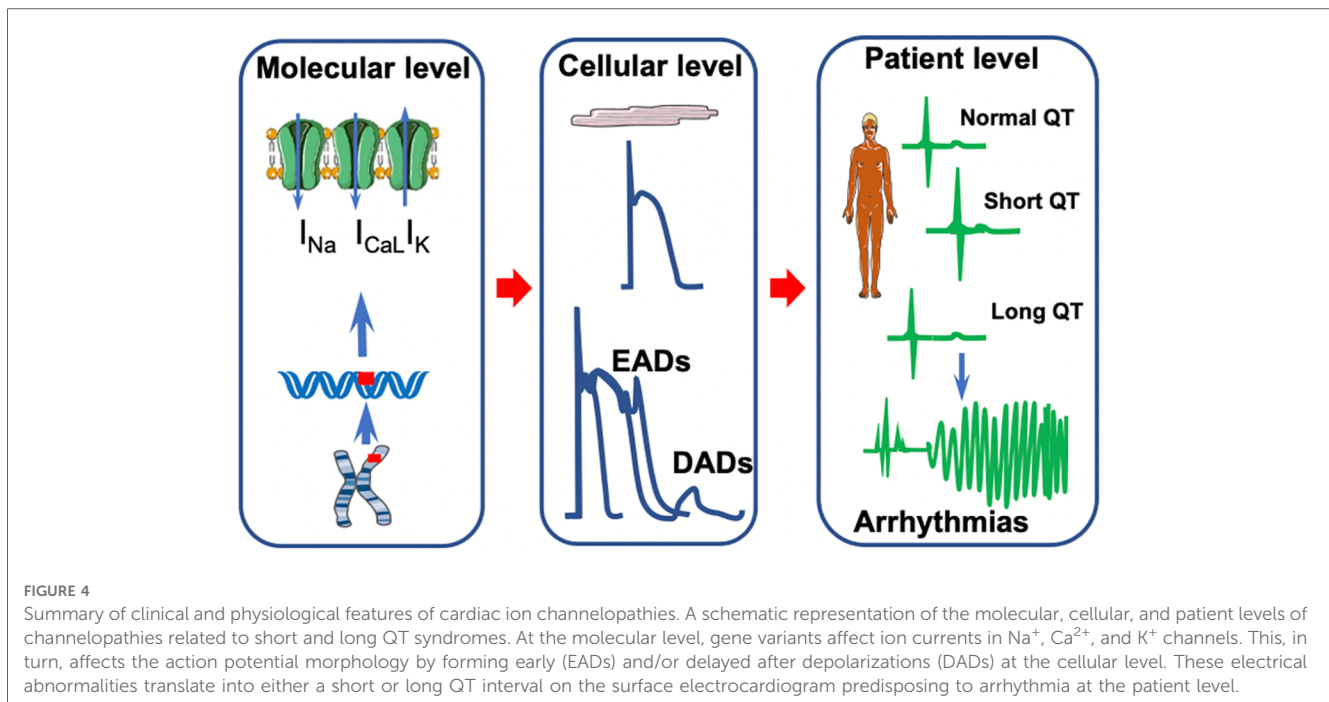 Molecular level
I_Na I_CaL I_K
Cellular level
EADs
DADs
Patient level
Normal QT
Short QT
Long QT
Arrhythmias
FIGURE 4
Summary of clinical and physiological features of cardiac ion channelopathies. A schematic representation of the molecular, cellular, and patient levels of
channelopathies related to short and long QT syndromes. At the molecular level, gene variants affect ion currents in Na⁺, Ca²⁺, and K⁺ channels. This, in
turn, affects the action potential morphology by forming early (EADs) and/or delayed after depolarizations (DADs) at the cellular level. These electrical
abnormalities translate into either a short or long QT interval on the surface electrocardiogram predisposing to arrhythmia at the patient level.